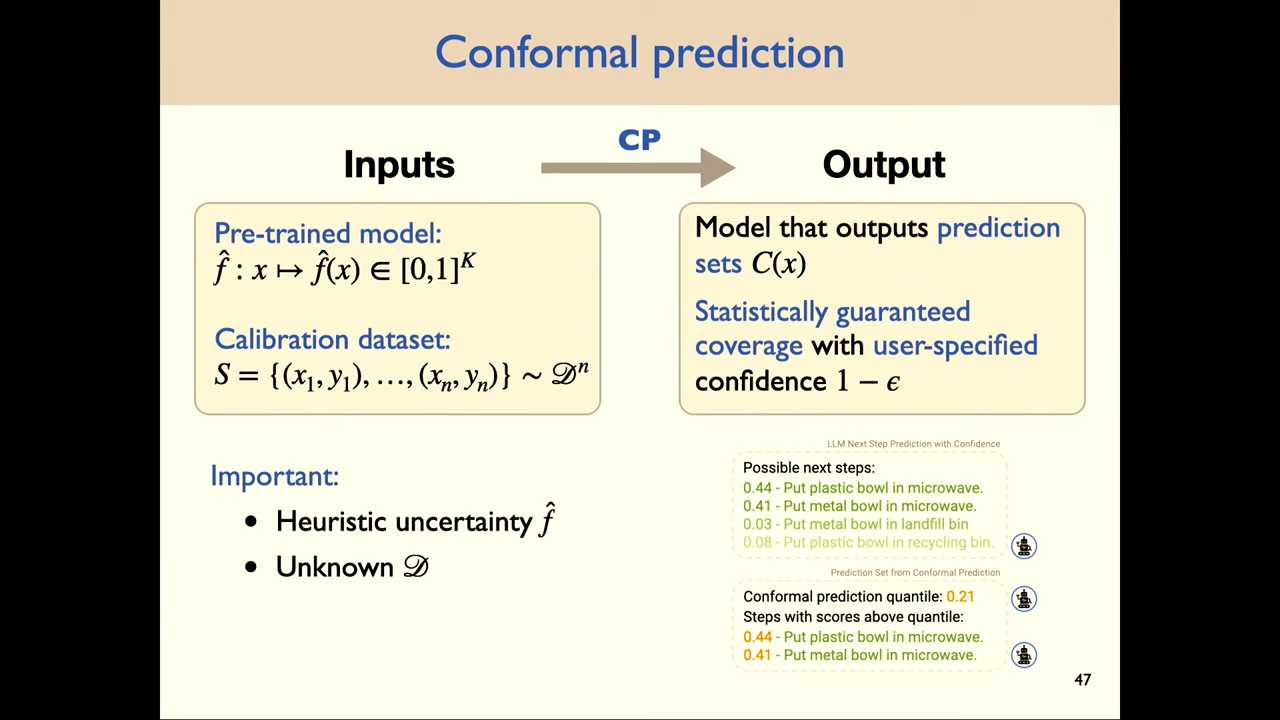 Conformal prediction
CP
Inputs
Output
Pre-trained model:
f̂ : x ↦ f̂(x) ∈ [0,1]^K
Calibration dataset:
S = {(x₁, y₁), …, (xₙ, yₙ)} ∼ 𝒟ⁿ
Model that outputs prediction
sets C(x)
Statistically guaranteed
coverage with user-specified
confidence 1 − ϵ
Important:
• Heuristic uncertainty f̂
• Unknown 𝒟
LLM Next Step Prediction with Confidence
Possible next steps:
0.44 - Put plastic bowl in microwave.
0.41 - Put metal bowl in microwave.
0.03 - Put metal bowl in landfill bin
0.08 - Put plastic bowl in recycling bin.
Prediction Set from Conformal Prediction
Conformal prediction quantile: 0.21
Steps with scores above quantile:
0.44 - Put plastic bowl in microwave.
0.41 - Put metal bowl in microwave.
47